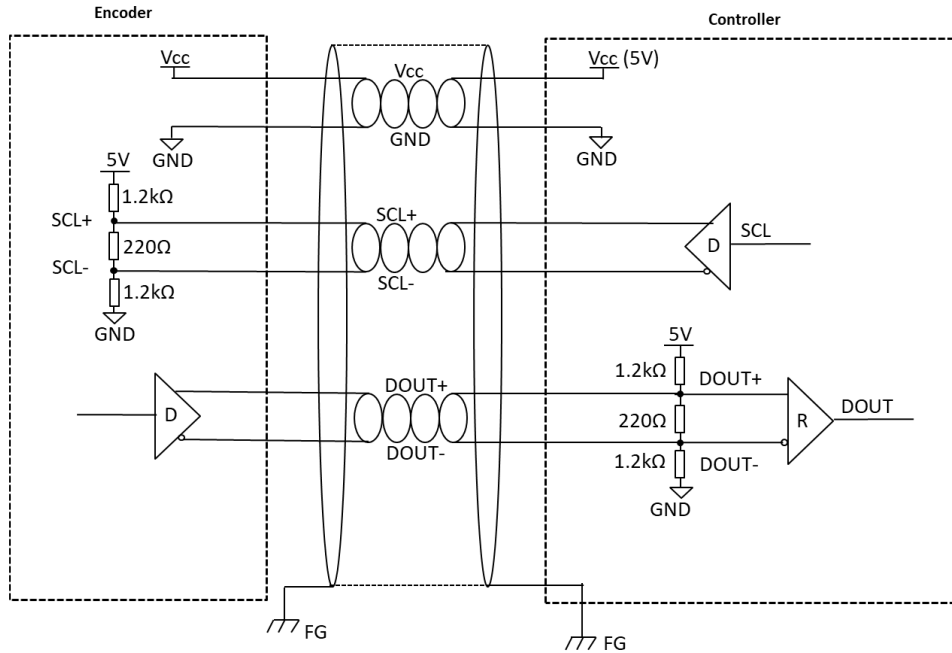 Encoder
Controller
Vcc
Vcc
Vcc (5V)
GND
GND
GND
5V
1.2kΩ
SCL+
SCL+
SCL
D
220Ω
SCL-
SCL-
1.2kΩ
GND
5V
1.2kΩ
DOUT+
DOUT+
DOUT
D
220Ω
R
DOUT-
1.2kΩ
DOUT-
GND
FG
FG